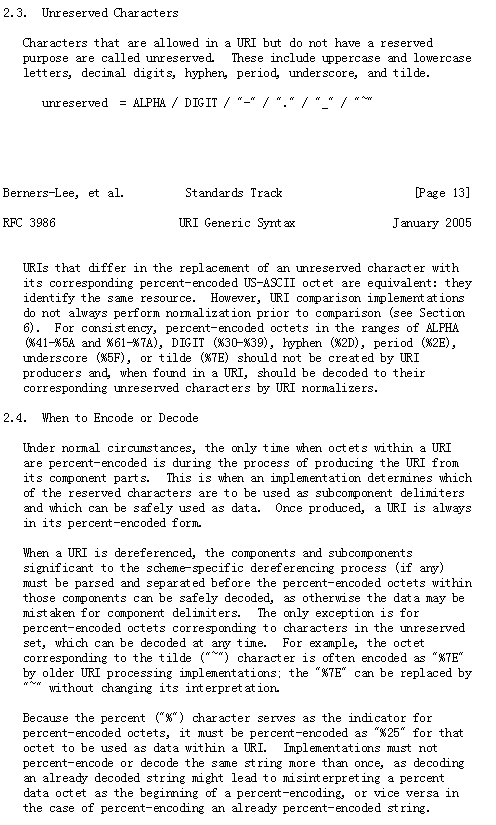 2.3.  Unreserved Characters
Characters that are allowed in a URI but do not have a reserved
purpose are called unreserved.  These include uppercase and lowercase
letters, decimal digits, hyphen, period, underscore, and tilde.
unreserved  = ALPHA / DIGIT / "-" / "." / "_" / "~"
Berners-Lee, et al.          Standards Track                    [Page 13]
RFC 3986                   URI Generic Syntax               January 2005
URIs that differ in the replacement of an unreserved character with
its corresponding percent-encoded US-ASCII octet are equivalent: they
identify the same resource.  However, URI comparison implementations
do not always perform normalization prior to comparison (see Section
6).  For consistency, percent-encoded octets in the ranges of ALPHA
(%41-%5A and %61-%7A), DIGIT (%30-%39), hyphen (%2D), period (%2E),
underscore (%5F), or tilde (%7E) should not be created by URI
producers and, when found in a URI, should be decoded to their
corresponding unreserved characters by URI normalizers.
2.4.  When to Encode or Decode
Under normal circumstances, the only time when octets within a URI
are percent-encoded is during the process of producing the URI from
its component parts.  This is when an implementation determines which
of the reserved characters are to be used as subcomponent delimiters
and which can be safely used as data.  Once produced, a URI is always
in its percent-encoded form.
When a URI is dereferenced, the components and subcomponents
significant to the scheme-specific dereferencing process (if any)
must be parsed and separated before the percent-encoded octets within
those components can be safely decoded, as otherwise the data may be
mistaken for component delimiters.  The only exception is for
percent-encoded octets corresponding to characters in the unreserved
set, which can be decoded at any time.  For example, the octet
corresponding to the tilde ("~") character is often encoded as "%7E"
by older URI processing implementations; the "%7E" can be replaced by
"~" without changing its interpretation.
Because the percent ("%") character serves as the indicator for
percent-encoded octets, it must be percent-encoded as "%25" for that
octet to be used as data within a URI.  Implementations must not
percent-encode or decode the same string more than once, as decoding
an already decoded string might lead to misinterpreting a percent
data octet as the beginning of a percent-encoding, or vice versa in
the case of percent-encoding an already percent-encoded string.